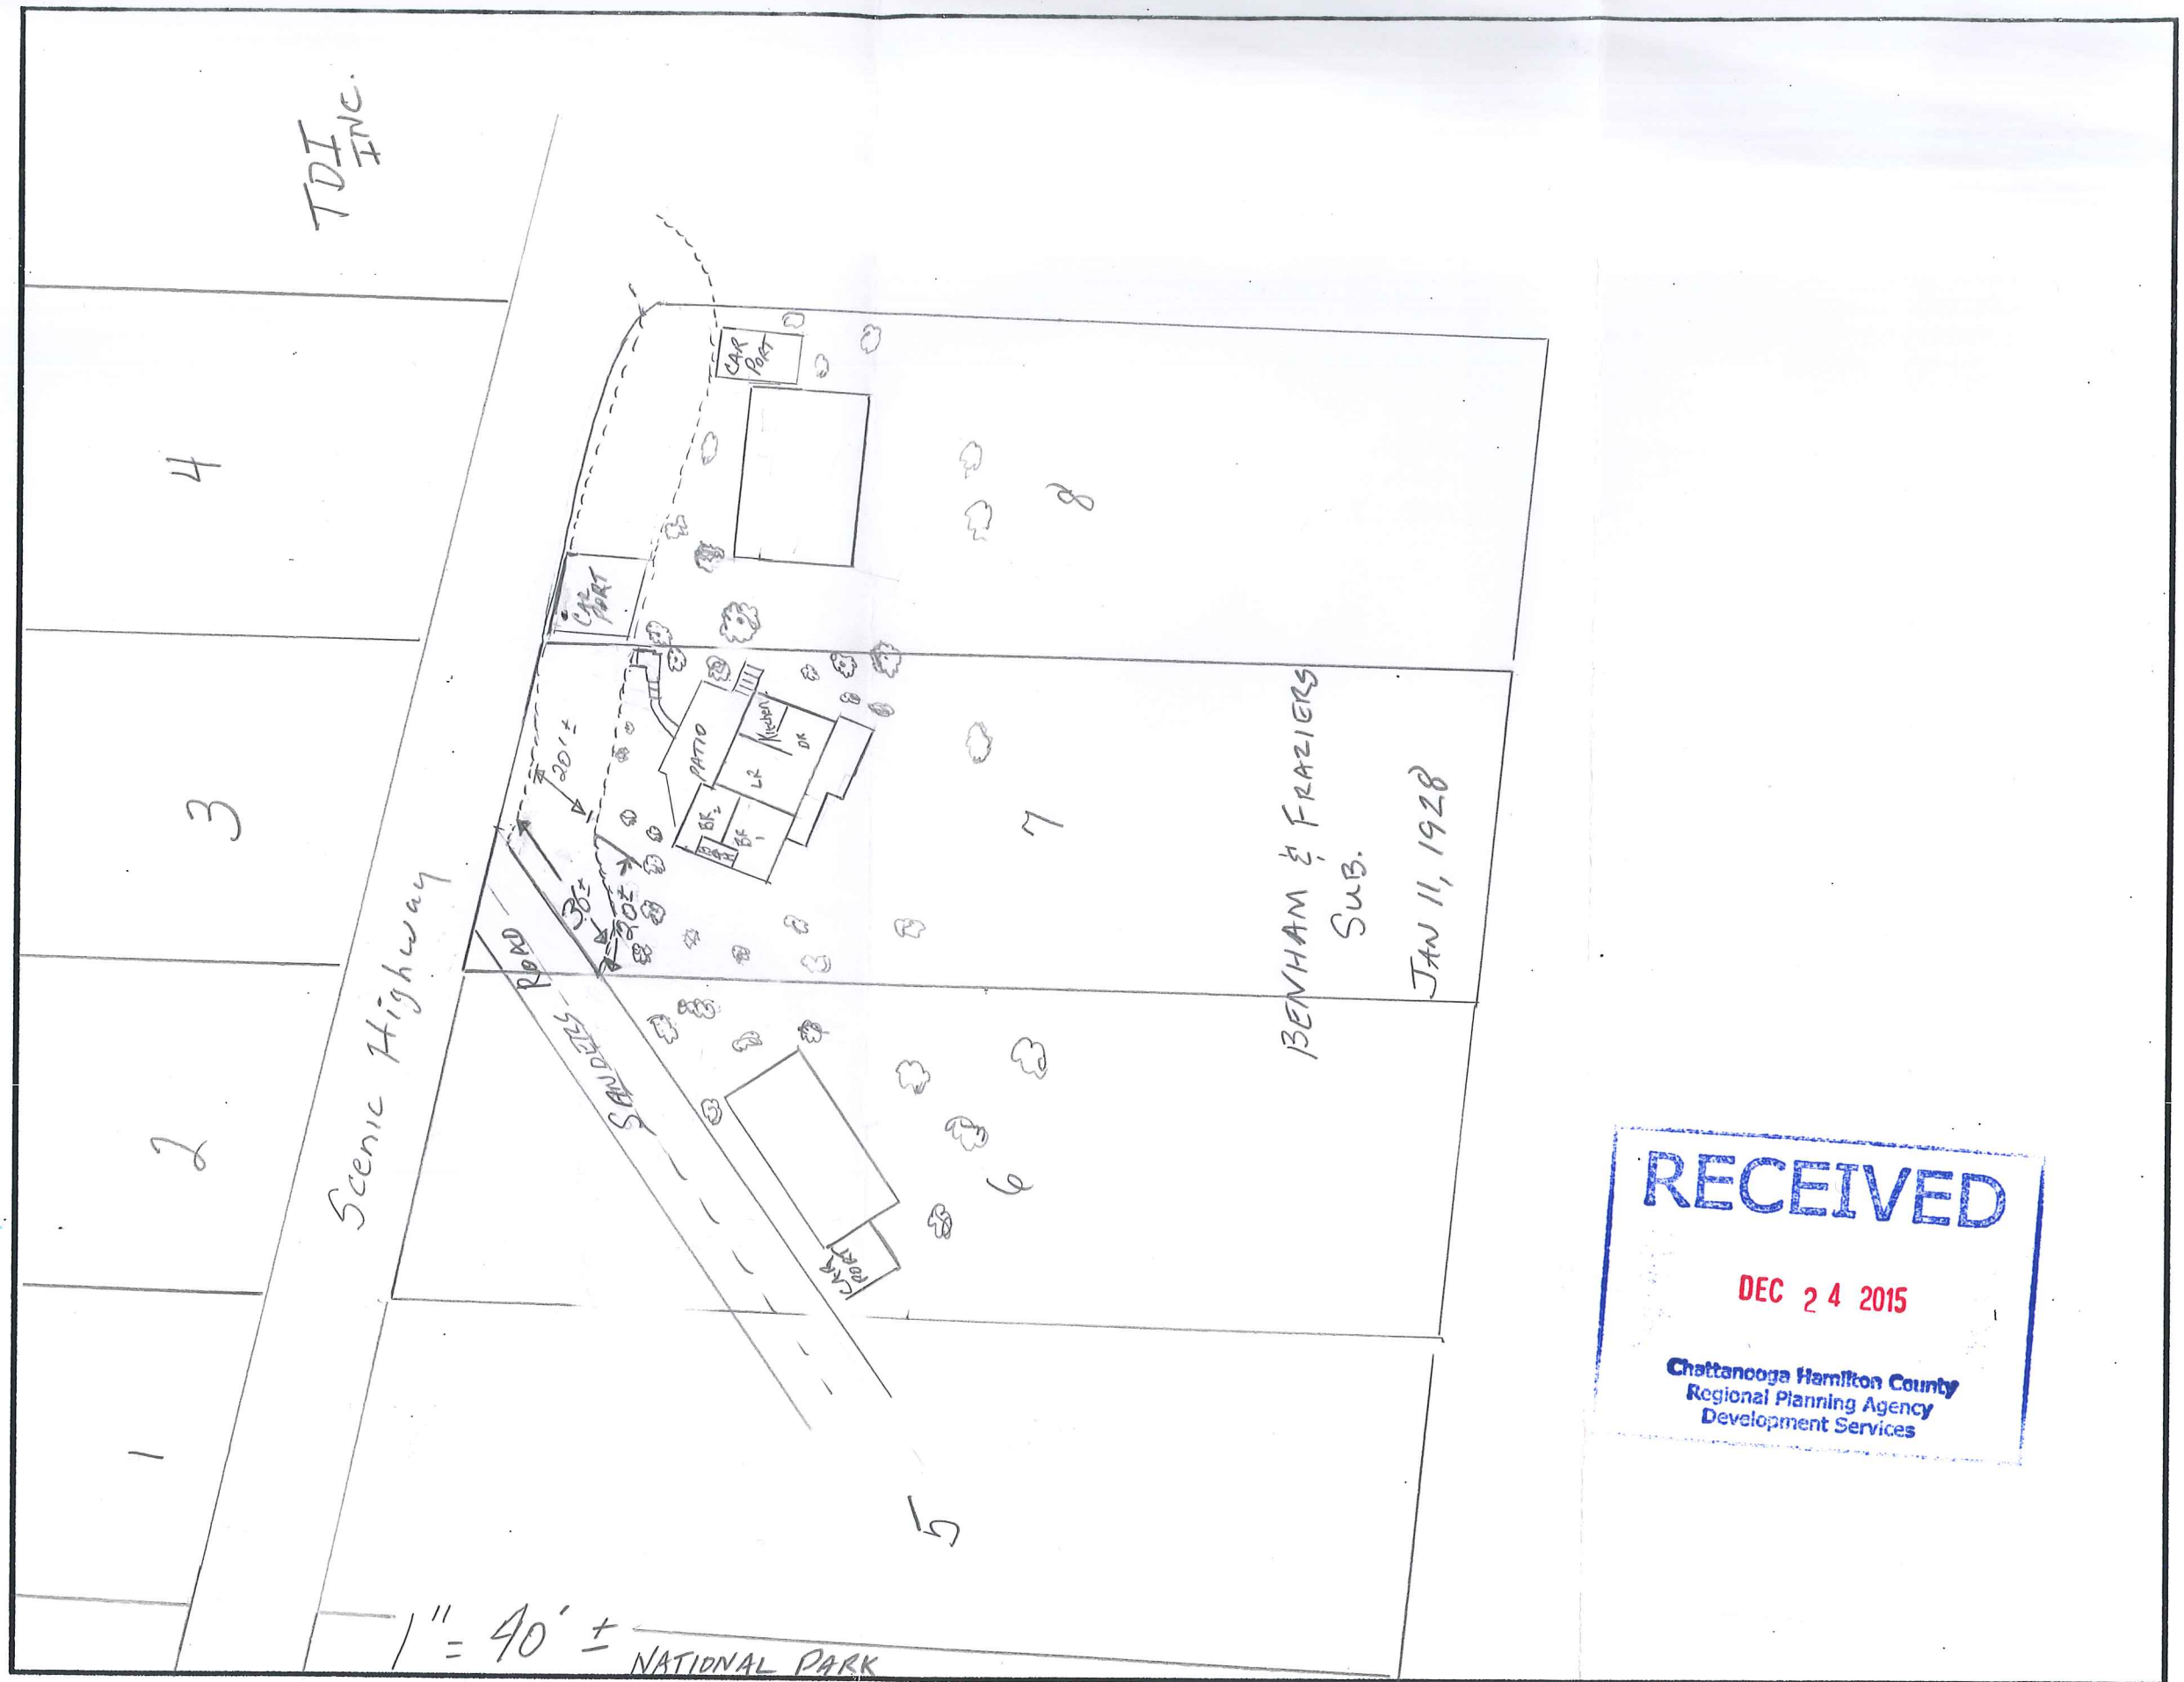 TDI
INC.
4
3
2
1
Scenic Highway
CAR
PORT
8
CAR
PORT
20'±
PATIO
Kitchen
DR
LR
BR
2
BR
1
7
36±
20±
ROAD
SANDERS
BENHAM & FRAZIERS
SUB.
JAN 11, 1928
6
CAR
PORT
5
1" = 40' ±
NATIONAL PARK
RECEIVED
DEC 24 2015
Chattanooga Hamilton County
Regional Planning Agency
Development Services